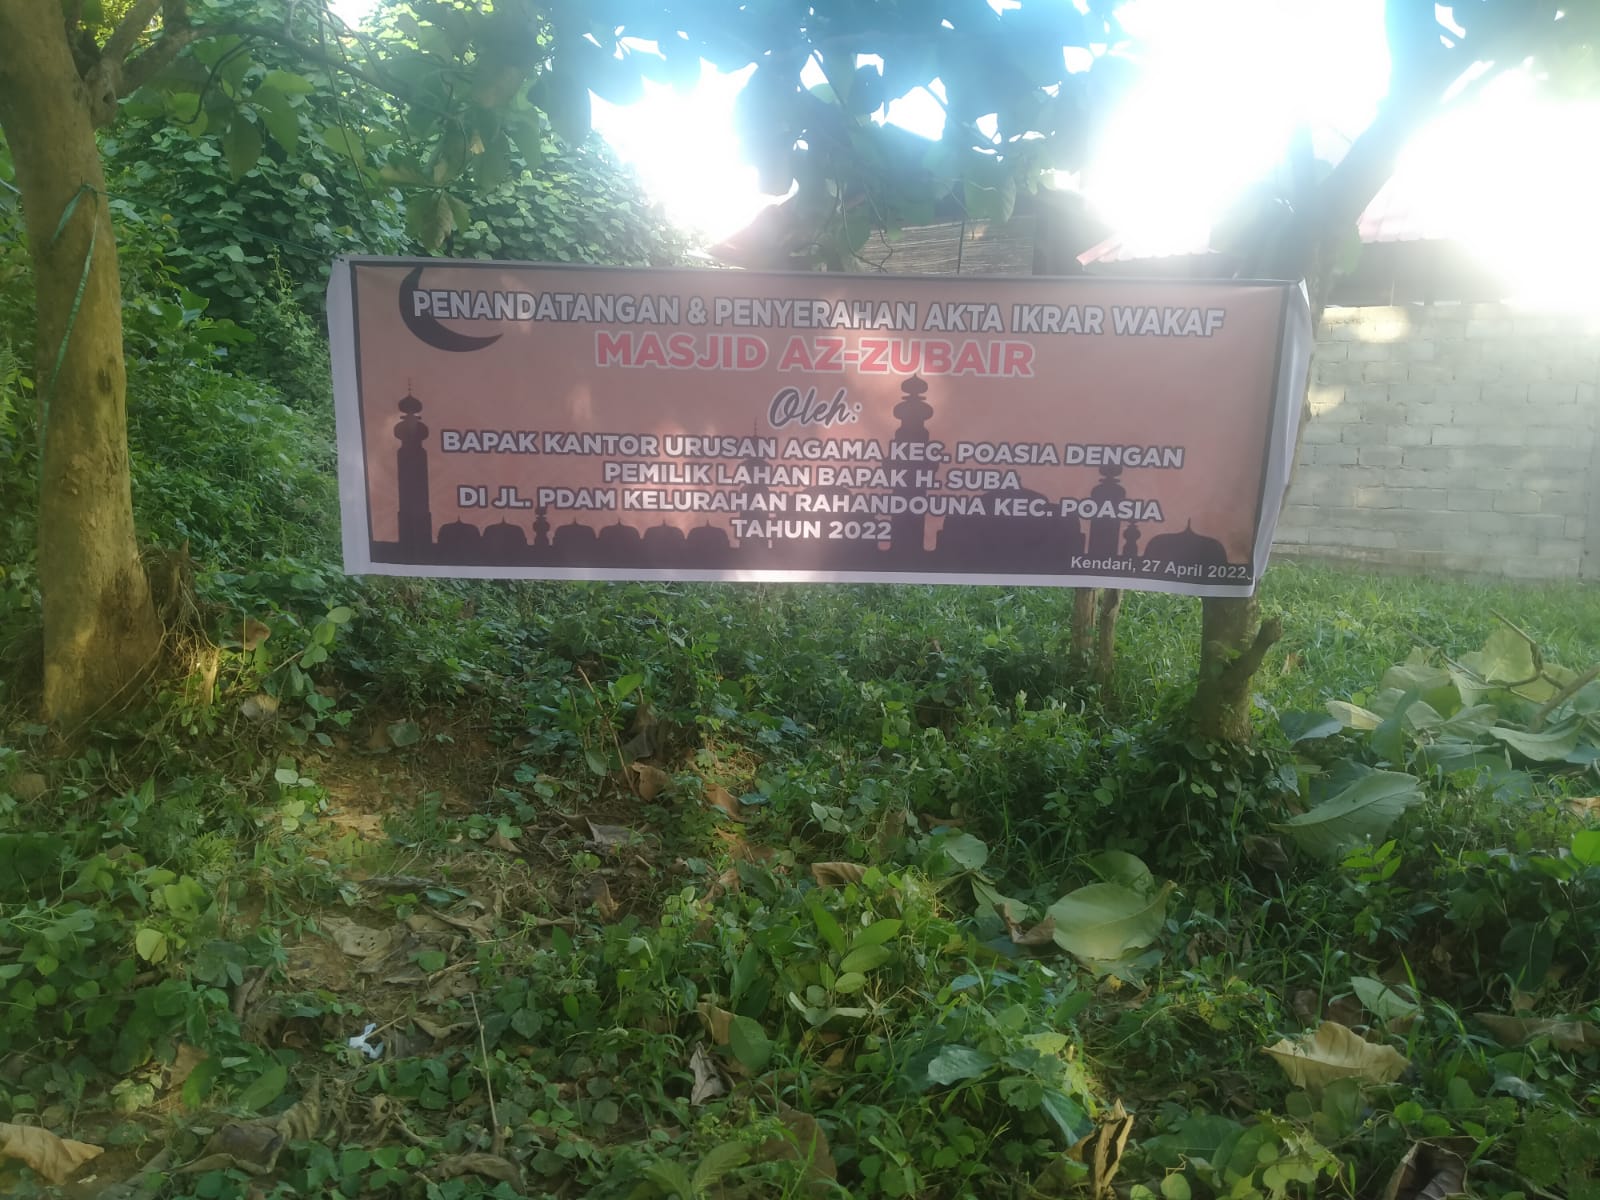 PENANDATANGAN & PENYERAHAN AKTA IKRAR WAKAF
MASJID AZ-ZUBAIR
Oleh:
BAPAK KANTOR URUSAN AGAMA KEC. POASIA DENGAN
PEMILIK LAHAN BAPAK H. SUBA
DI JL. PDAM KELURAHAN RAHANDOUNA KEC. POASIA
TAHUN 2022
Kendari, 27 April 2022.